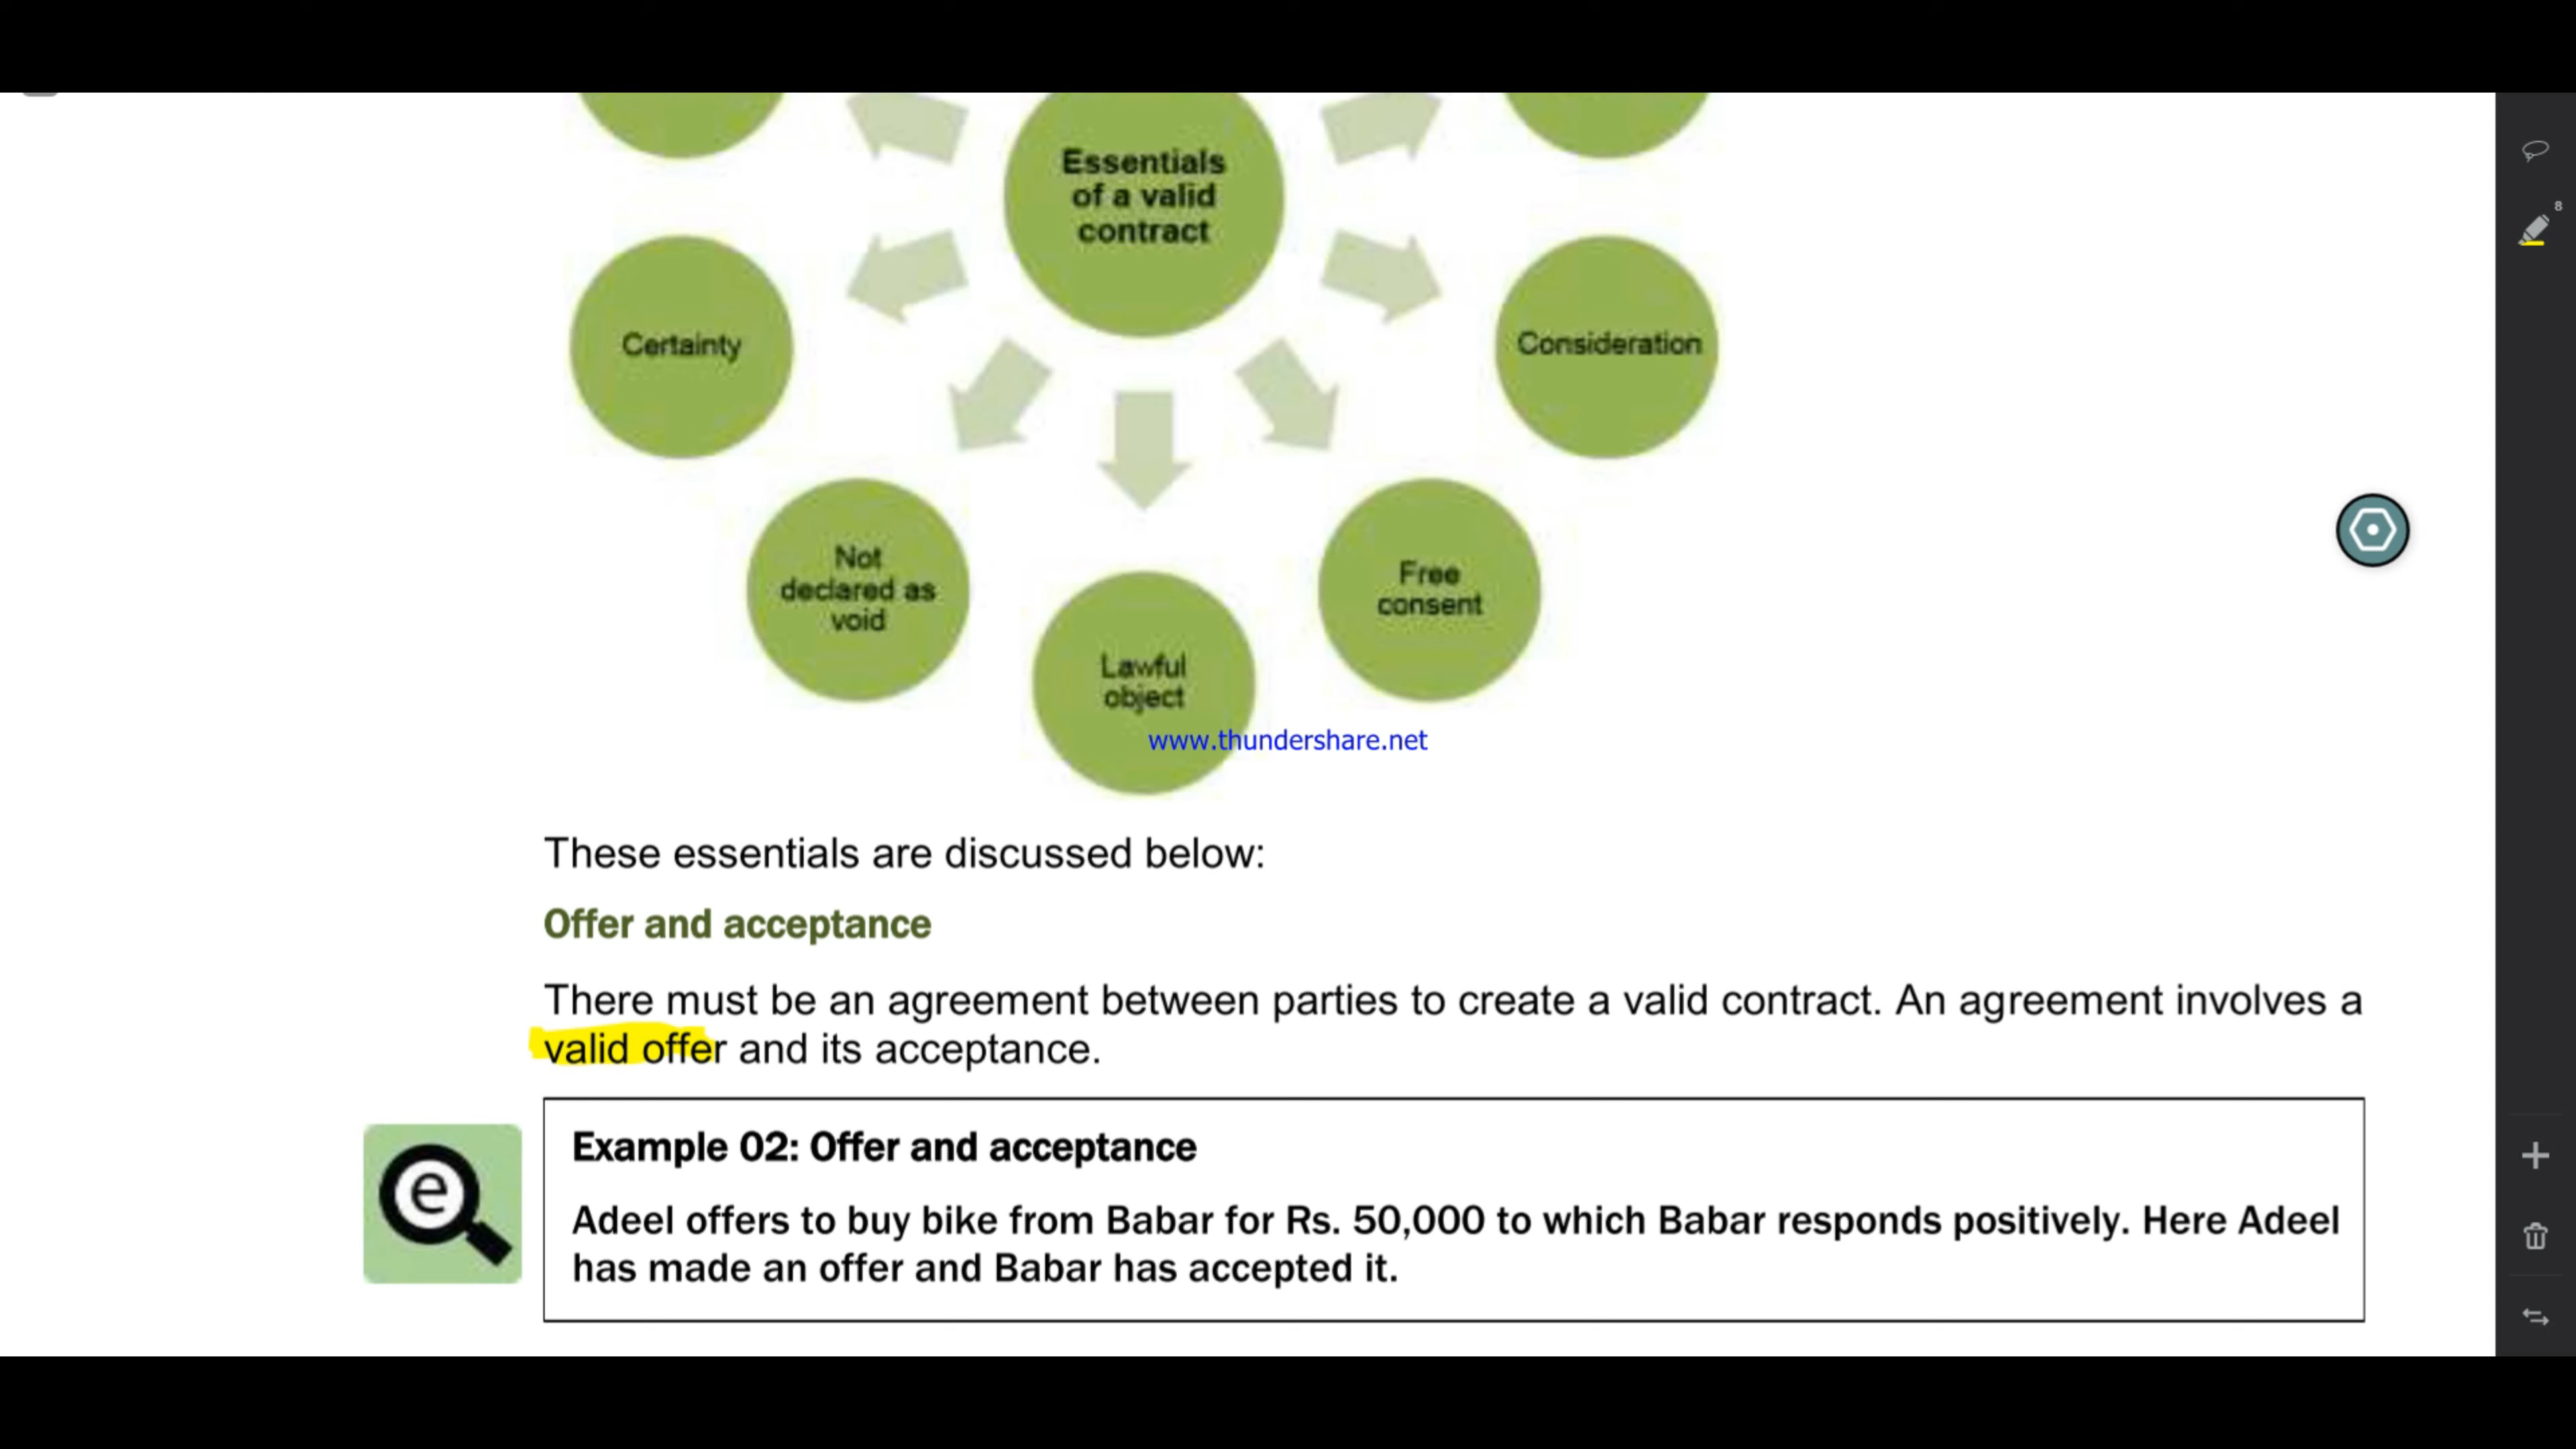 Essentials
of a valid
contract
Certainty
Consideration
Not
declared as
void
Free
consent
Lawful
object
www.thundershare.net
These essentials are discussed below:
Offer and acceptance
There must be an agreement between parties to create a valid contract. An agreement involves a
valid offer and its acceptance.
e
Example 02: Offer and acceptance
Adeel offers to buy bike from Babar for Rs. 50,000 to which Babar responds positively. Here Adeel
has made an offer and Babar has accepted it.
8